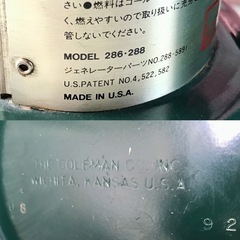 さい●燃料はコール
く、燃えやすいので取り扱いに充
管しないでください。
MODEL 286-288
ジェネレーターパーツNO.288-5891
U.S.PATENT NO.4,522,582
MADE IN U.S.A.
THE COLEMAN CO. INC.
WICHITA, KANSAS U.S.A.
9 2